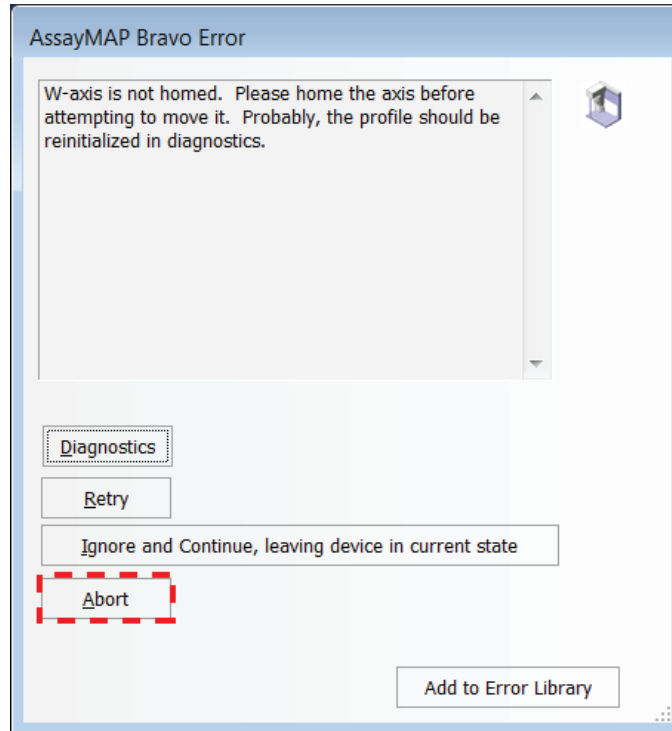 AssayMAP Bravo Error
W-axis is not homed.  Please home the axis before
attempting to move it.  Probably, the profile should be
reinitialized in diagnostics.
Diagnostics
Retry
Ignore and Continue, leaving device in current state
Abort
Add to Error Library